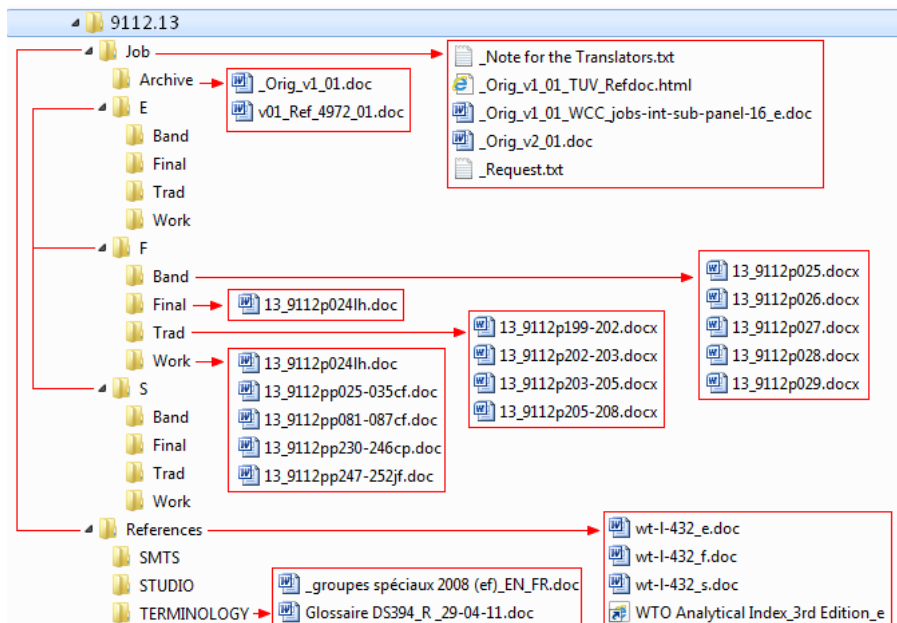 9112.13
Job
Archive
E
Band
Final
Trad
Work
F
Band
Final
Trad
Work
S
Band
Final
Trad
Work
References
SMTS
STUDIO
TERMINOLOGY
_Note for the Translators.txt
_Orig_v1_01_TUV_Refdoc.html
_Orig_v1_01_WCC_jobs-int-sub-panel-16_e.doc
_Orig_v2_01.doc
_Request.txt
_Orig_v1_01.doc
v01_Ref_4972_01.doc
13_9112p025.docx
13_9112p026.docx
13_9112p027.docx
13_9112p028.docx
13_9112p029.docx
13_9112p024lh.doc
13_9112p199-202.docx
13_9112p202-203.docx
13_9112p203-205.docx
13_9112p205-208.docx
13_9112p024lh.doc
13_9112pp025-035cf.doc
13_9112pp081-087cf.doc
13_9112pp230-246cp.doc
13_9112pp247-252jf.doc
wt-l-432_e.doc
wt-l-432_f.doc
wt-l-432_s.doc
WTO Analytical Index_3rd Edition_e
_groupes spéciaux 2008 (ef)_EN_FR.doc
Glossaire DS394_R_29-04-11.doc